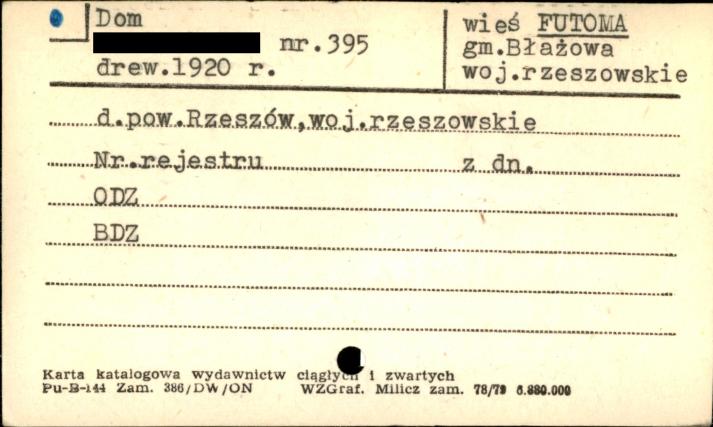 Dom
nr.395
drew.1920 r.
wieś FUTOMA
gm.Błażowa
woj.rzeszowskie
d.pow.Rzeszów,woj.rzeszowskie
Nr.rejestru z dn.
ODZ
BDZ
Karta katalogowa wydawnictw ciągłych i zwartych
Pu-B-144 Zam. 386/DW/ON WZGraf. Milicz zam. 78/79 6.880.000